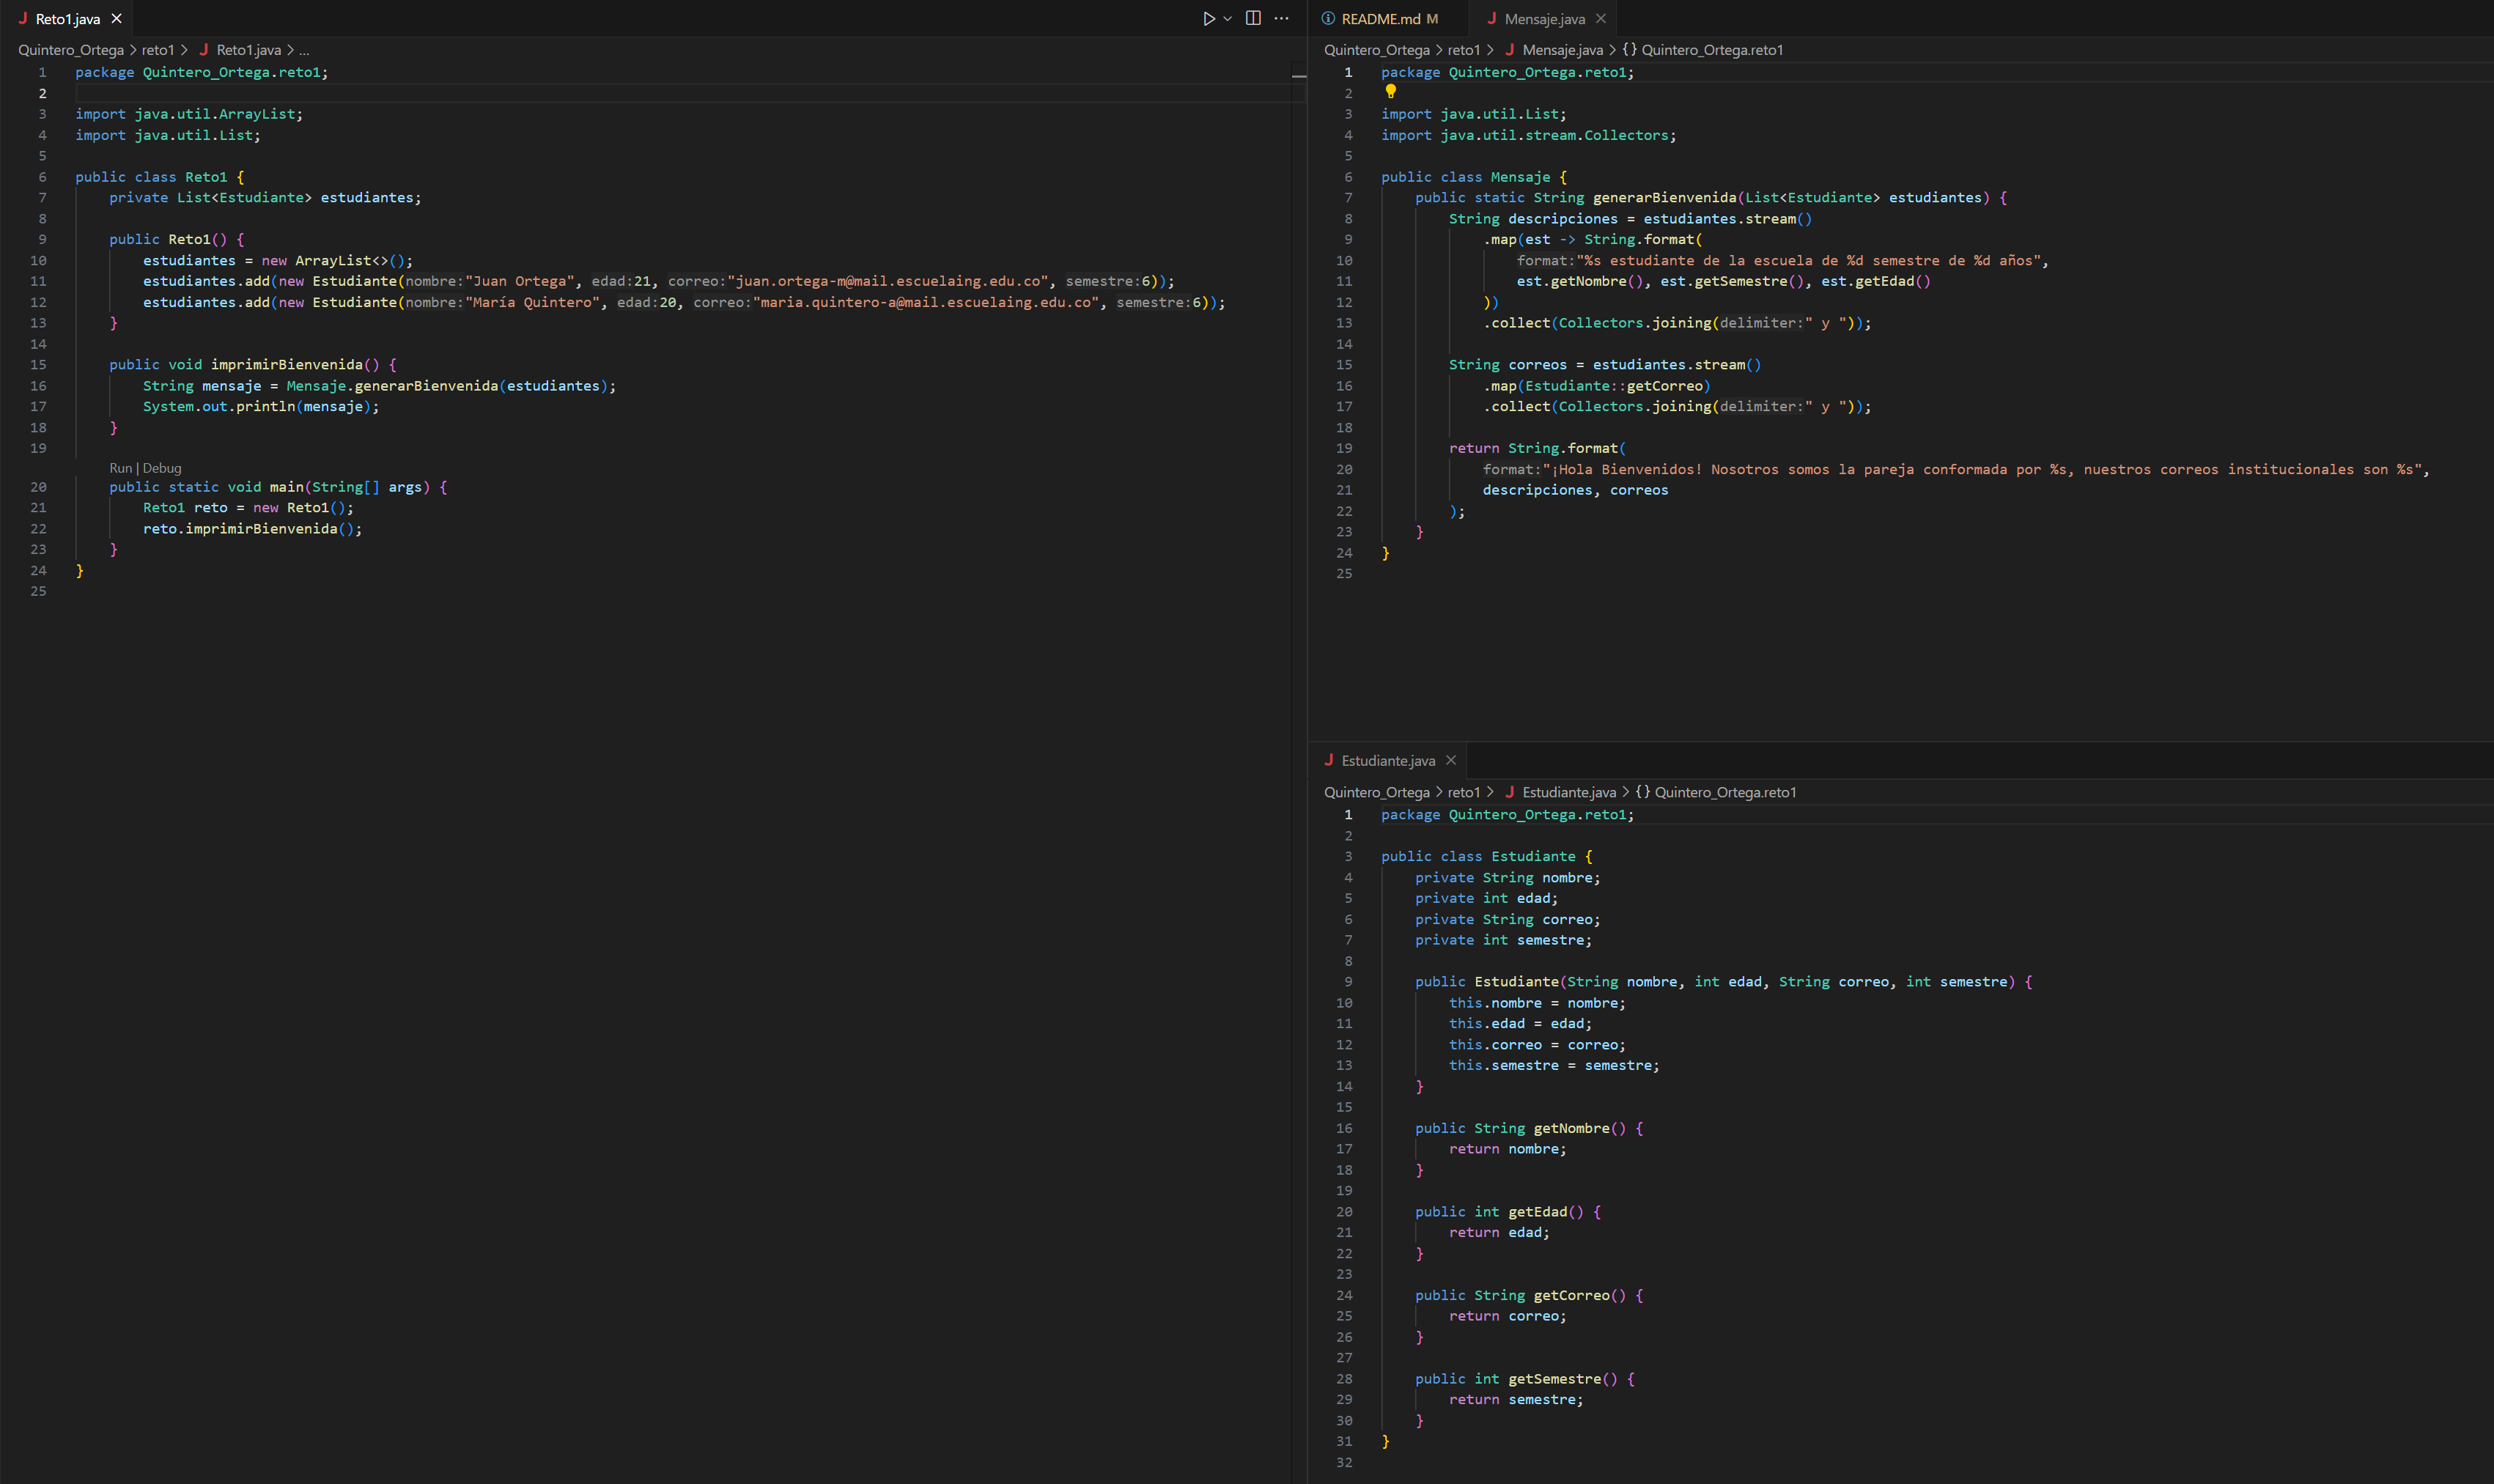 Reto1.java
Quintero_Ortega > reto1 > Reto1.java > ...
1 package Quintero_Ortega.reto1;
2
3 import java.util.ArrayList;
4 import java.util.List;
5
6 public class Reto1 {
7 private List<Estudiante> estudiantes;
8
9 public Reto1() {
10 estudiantes = new ArrayList<>();
11 estudiantes.add(new Estudiante(nombre:"Juan Ortega", edad:21, correo:"juan.ortega-m@mail.escuelaing.edu.co", semestre:6));
12 estudiantes.add(new Estudiante(nombre:"María Quintero", edad:20, correo:"maria.quintero-a@mail.escuelaing.edu.co", semestre:6));
13 }
14
15 public void imprimirBienvenida() {
16 String mensaje = Mensaje.generarBienvenida(estudiantes);
17 System.out.println(mensaje);
18 }
19
Run | Debug
20 public static void main(String[] args) {
21 Reto1 reto = new Reto1();
22 reto.imprimirBienvenida();
23 }
24 }
25
README.md M
Mensaje.java
Quintero_Ortega > reto1 > Mensaje.java > {} Quintero_Ortega.reto1
1 package Quintero_Ortega.reto1;
2
3 import java.util.List;
4 import java.util.stream.Collectors;
5
6 public class Mensaje {
7 public static String generarBienvenida(List<Estudiante> estudiantes) {
8 String descripciones = estudiantes.stream()
9 .map(est -> String.format(
10 format:"%s estudiante de la escuela de %d semestre de %d años",
11 est.getNombre(), est.getSemestre(), est.getEdad()
12 ))
13 .collect(Collectors.joining(delimiter:" y "));
14
15 String correos = estudiantes.stream()
16 .map(Estudiante::getCorreo)
17 .collect(Collectors.joining(delimiter:" y "));
18
19 return String.format(
20 format:"¡Hola Bienvenidos! Nosotros somos la pareja conformada por %s, nuestros correos institucionales son %s",
21 descripciones, correos
22 );
23 }
24 }
25
Estudiante.java
Quintero_Ortega > reto1 > Estudiante.java > {} Quintero_Ortega.reto1
1 package Quintero_Ortega.reto1;
2
3 public class Estudiante {
4 private String nombre;
5 private int edad;
6 private String correo;
7 private int semestre;
8
9 public Estudiante(String nombre, int edad, String correo, int semestre) {
10 this.nombre = nombre;
11 this.edad = edad;
12 this.correo = correo;
13 this.semestre = semestre;
14 }
15
16 public String getNombre() {
17 return nombre;
18 }
19
20 public int getEdad() {
21 return edad;
22 }
23
24 public String getCorreo() {
25 return correo;
26 }
27
28 public int getSemestre() {
29 return semestre;
30 }
31 }
32